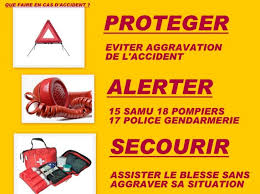 QUE FAIRE EN CAS D'ACCIDENT ?
PROTEGER
EVITER AGGRAVATION
DE L'ACCIDENT
ALERTER
15 SAMU 18 POMPIERS
17 POLICE GENDARMERIE
SECOURIR
ASSISTER LE BLESSE SANS
AGGRAVER SA SITUATION